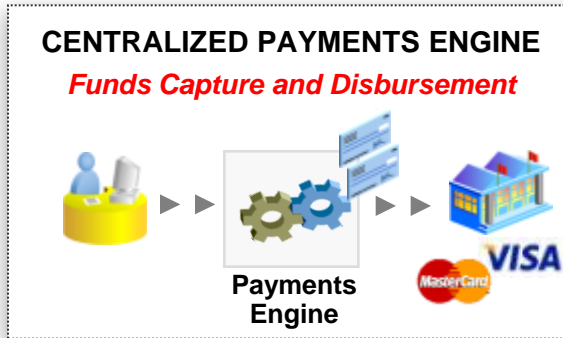 CENTRALIZED PAYMENTS ENGINE
Funds Capture and Disbursement
VISA
MasterCard
Payments
Engine